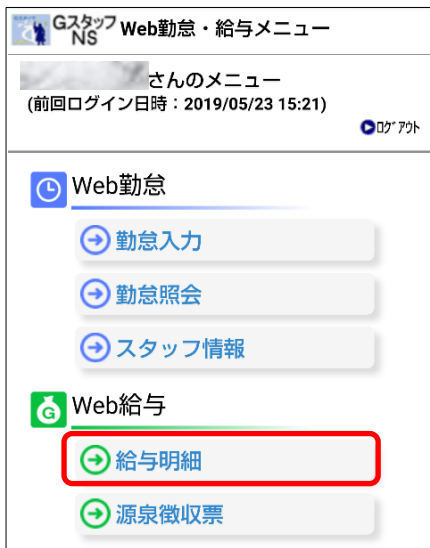 Gスタッフ NS Web勤怠・給与メニュー
さんのメニュー
(前回ログイン日時：2019/05/23 15:21)
ログアウト
Web勤怠
勤怠入力
勤怠照会
スタッフ情報
G Web給与
給与明細
源泉徴収票